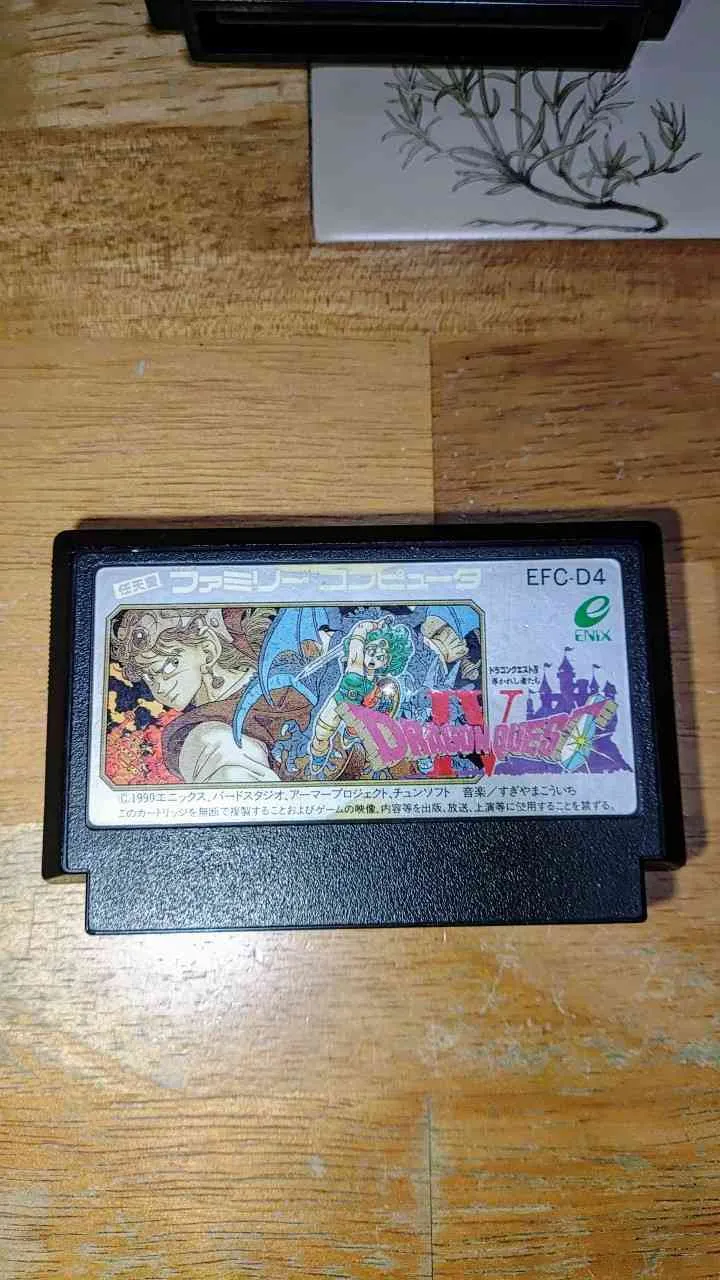 任天堂 ファミリーコンピュータ EFC-D4
ENIX
ドラゴンクエストIV
導かれし者たち
IV
DRAGON QUEST
©1990エニックス、バードスタジオ、アーマープロジェクト、チュンソフト 音楽／すぎやまこういち
このカートリッジを無断で複製することおよびゲームの映像、内容等を出版、放送、上演等に使用することを禁ずる。